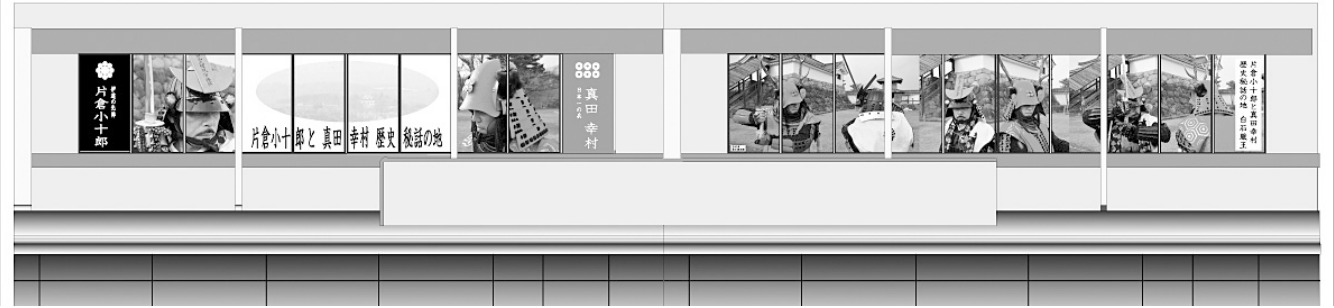 伊達の先鋒
片倉小十郎
片倉小十郎と 真田 幸村 歴史 秘話の地
真田 幸村
日本一の兵
片倉小十郎と真田幸村
歴史秘話の地 白石蔵王